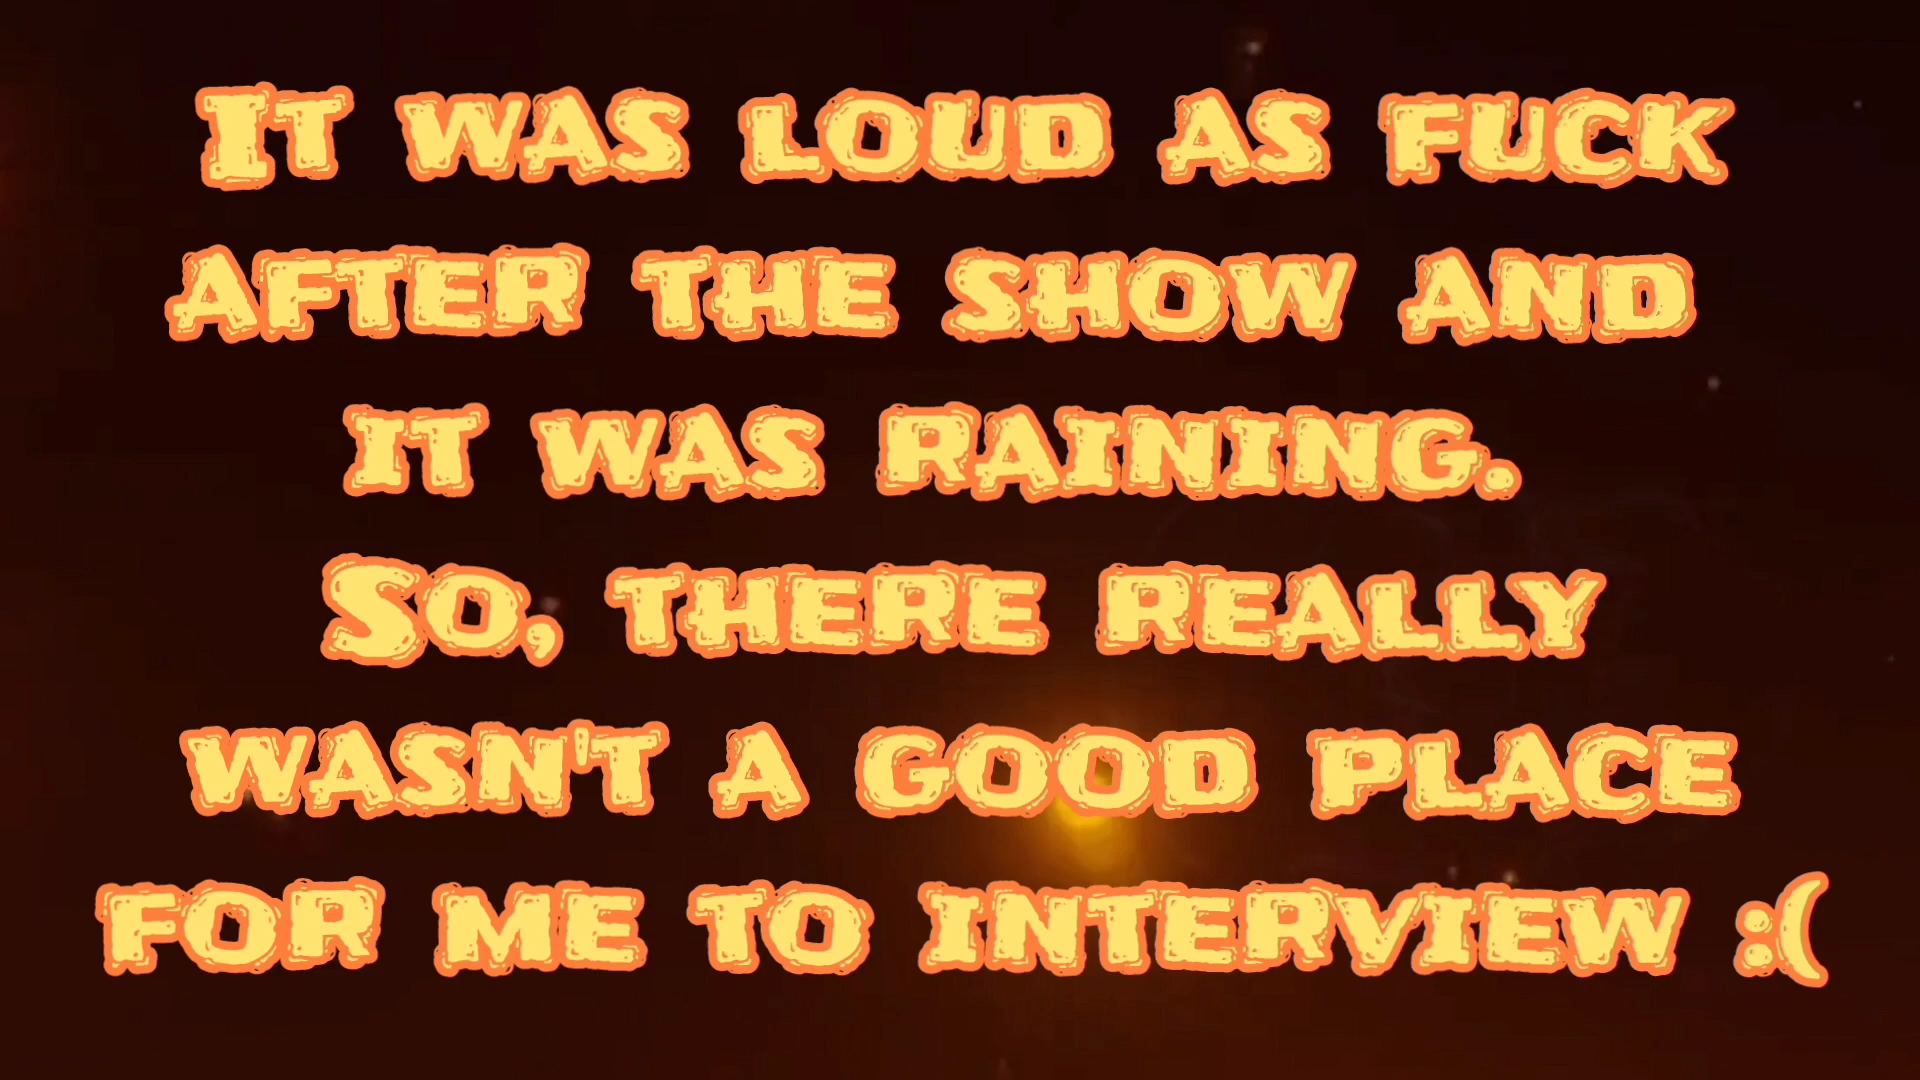 It was loud as fuck
after the show and
it was raining.
So, there really
wasn't a good place
for me to interview :(